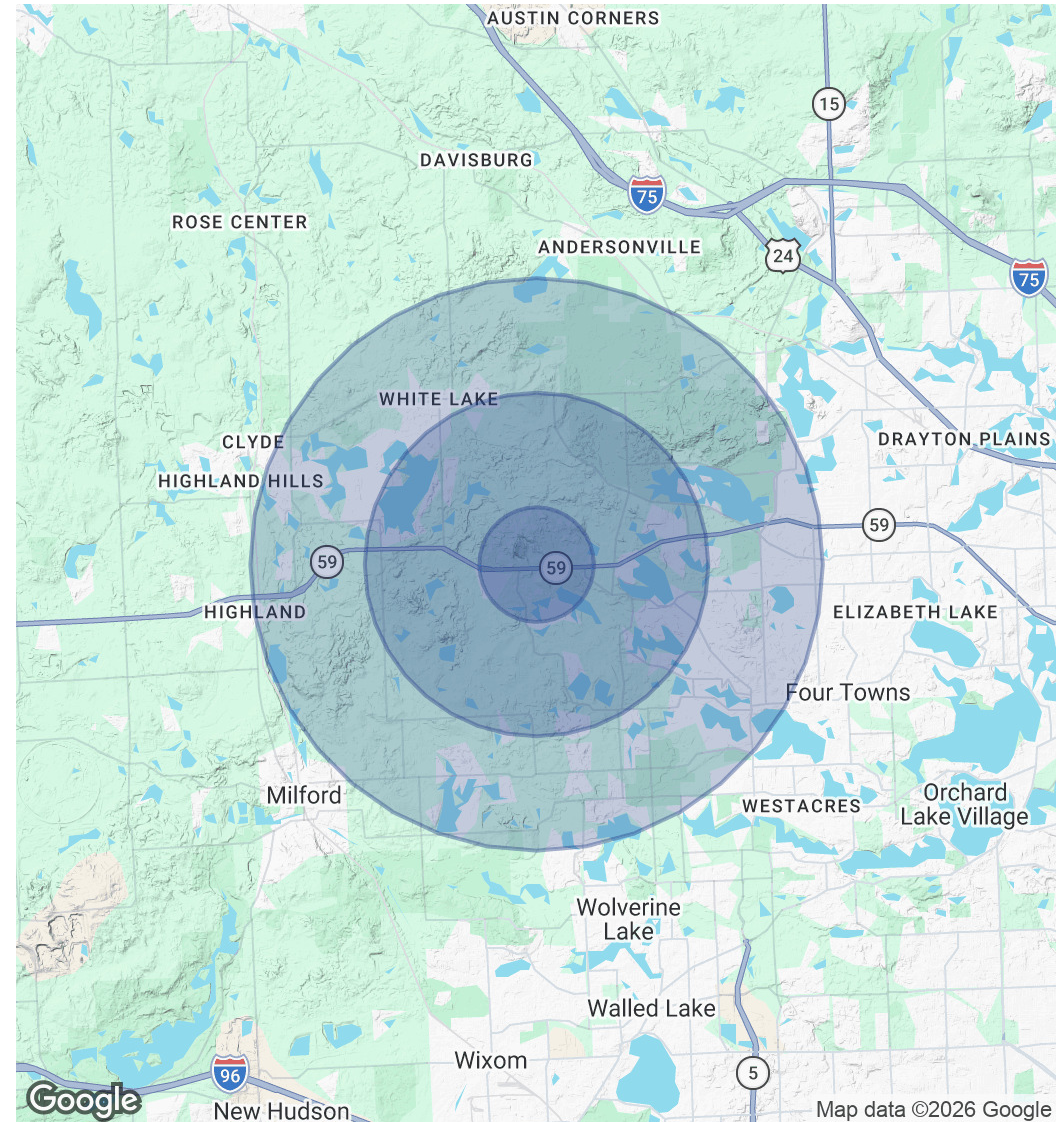 AUSTIN CORNERS
15
DAVISBURG
75
ROSE CENTER
ANDERSONVILLE
24
75
WHITE LAKE
CLYDE
DRAYTON PLAINS
HIGHLAND HILLS
59
59
59
HIGHLAND
ELIZABETH LAKE
Four Towns
Milford
WESTACRES
Orchard
Lake Village
Wolverine
Lake
Walled Lake
Wixom
96
5
Google
New Hudson
Map data ©2026 Google